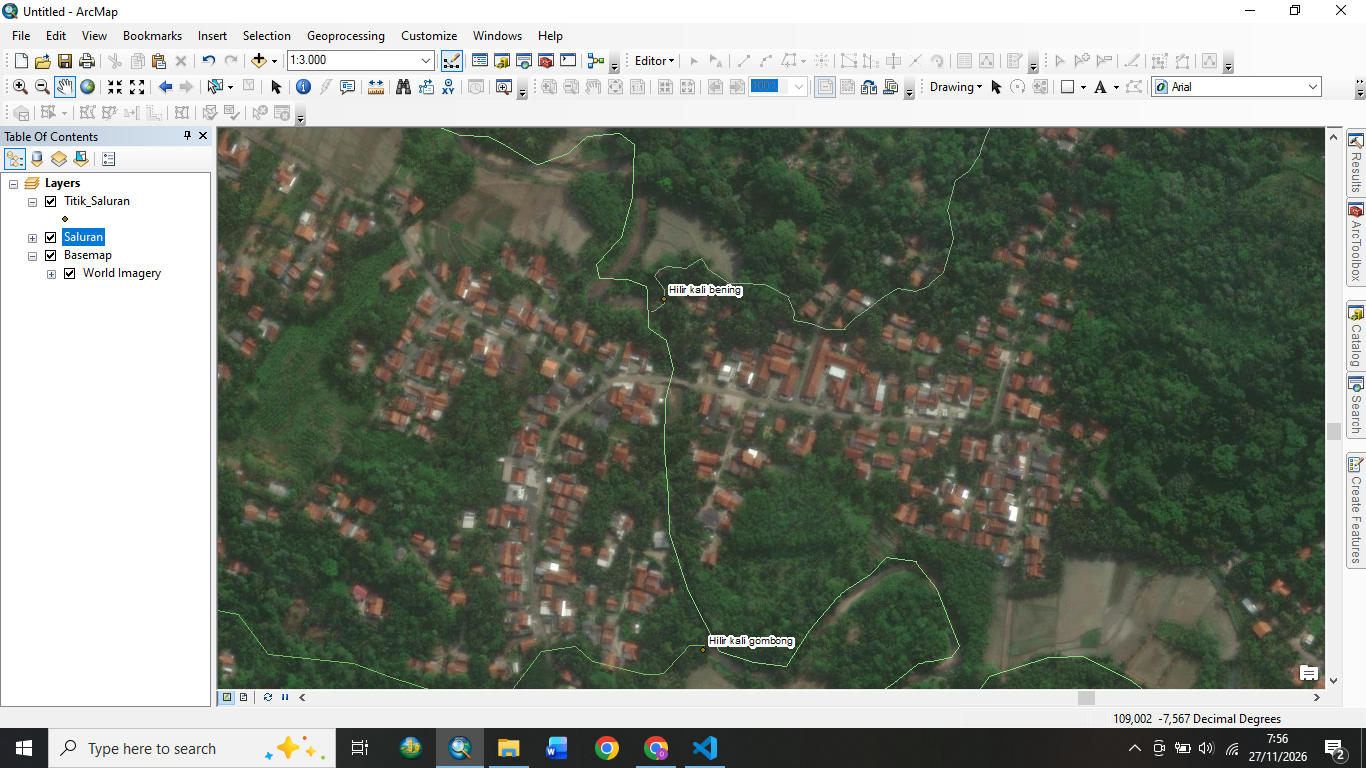 Untitled - ArcMap
File Edit View Bookmarks Insert Selection Geoprocessing Customize Windows Help
1:3.000
Editor
100%
Drawing
A
Arial
Table Of Contents
Layers
Titik_Saluran
Saluran
Basemap
World Imagery
Hilir kali bening
Hilir kali gombong
Results
ArcToolbox
Catalog
Search
Create Features
109,002 -7,567 Decimal Degrees
Type here to search
7:56
27/11/2026
2